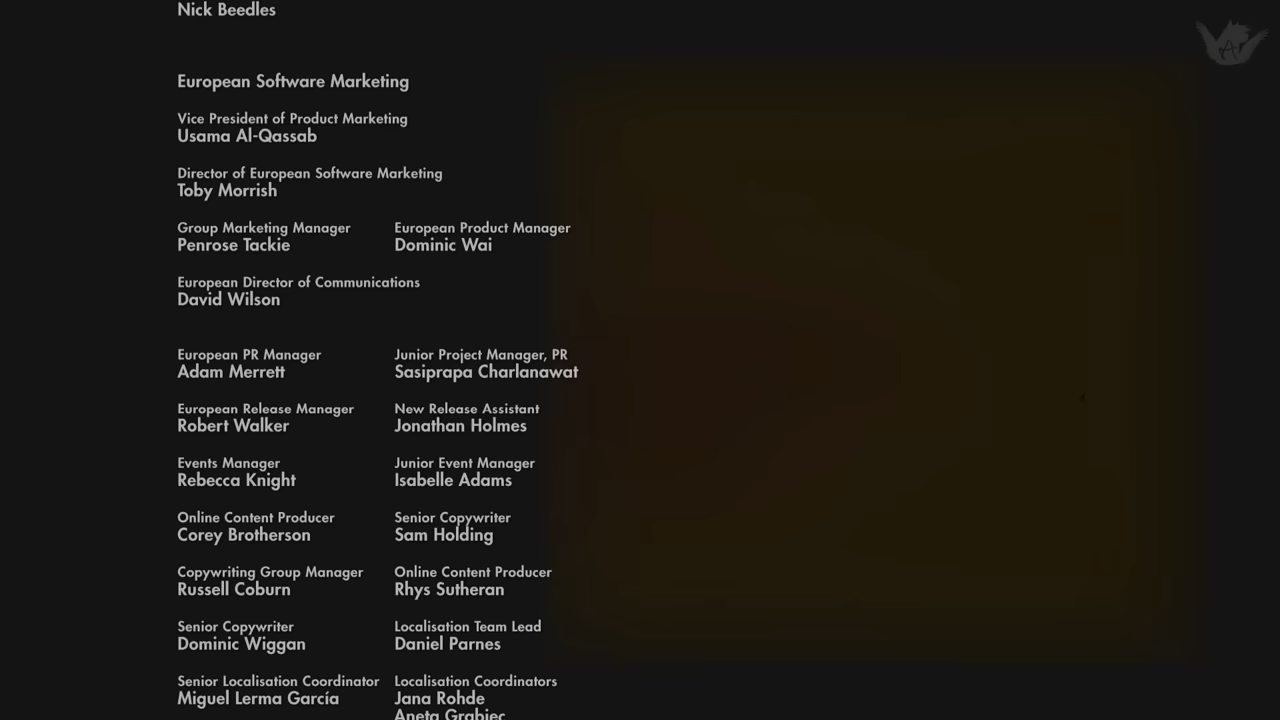 Nick Beedles
European Software Marketing
Vice President of Product Marketing
Usama Al-Qassab
Director of European Software Marketing
Toby Morrish
Group Marketing Manager
Penrose Tackie
European Product Manager
Dominic Wai
European Director of Communications
David Wilson
European PR Manager
Adam Merrett
Junior Project Manager, PR
Sasiprapa Charlanawat
European Release Manager
Robert Walker
New Release Assistant
Jonathan Holmes
Events Manager
Rebecca Knight
Junior Event Manager
Isabelle Adams
Online Content Producer
Corey Brotherson
Senior Copywriter
Sam Holding
Copywriting Group Manager
Russell Coburn
Online Content Producer
Rhys Sutheran
Senior Copywriter
Dominic Wiggan
Localisation Team Lead
Daniel Parnes
Senior Localisation Coordinator
Miguel Lerma García
Localisation Coordinators
Jana Rohde
Aneta Grabiec